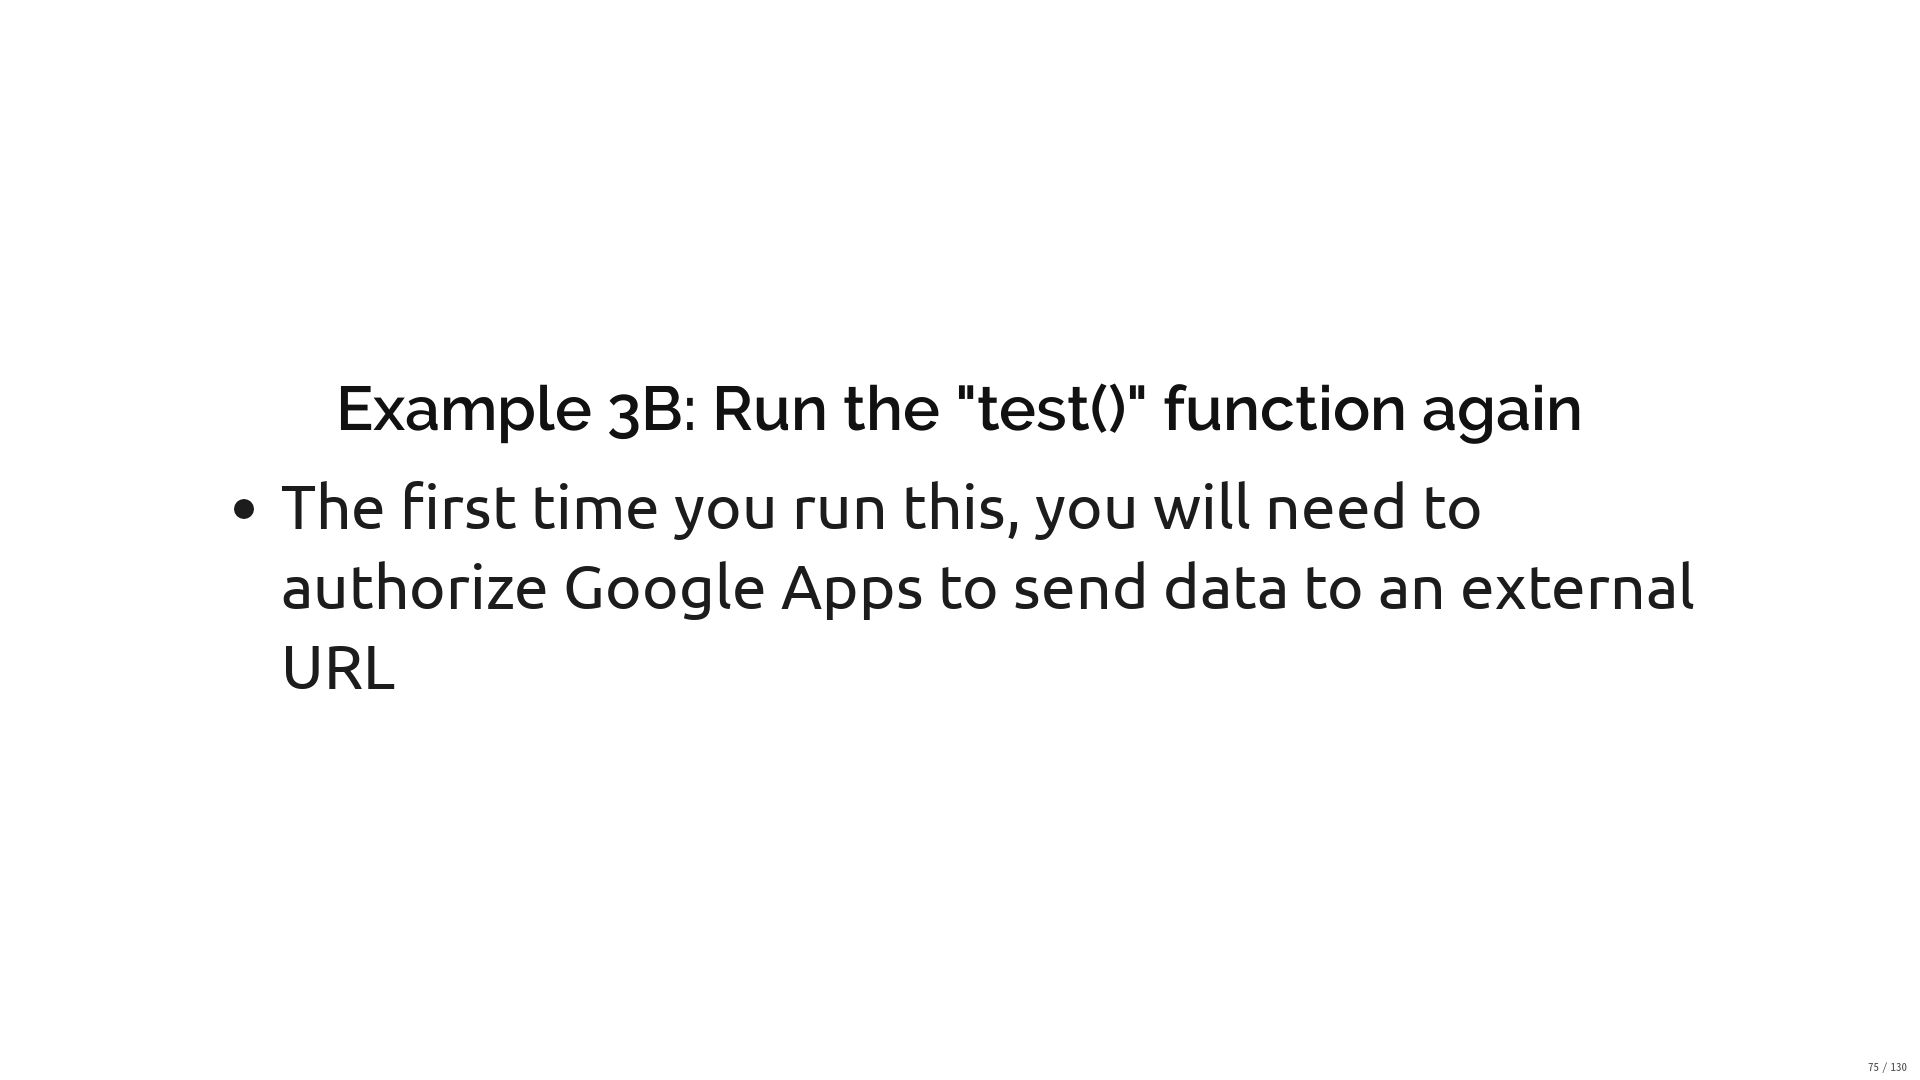 Example 3B: Run the "test()" function again
• The first time you run this, you will need to
authorize Google Apps to send data to an external
URL
75 / 130